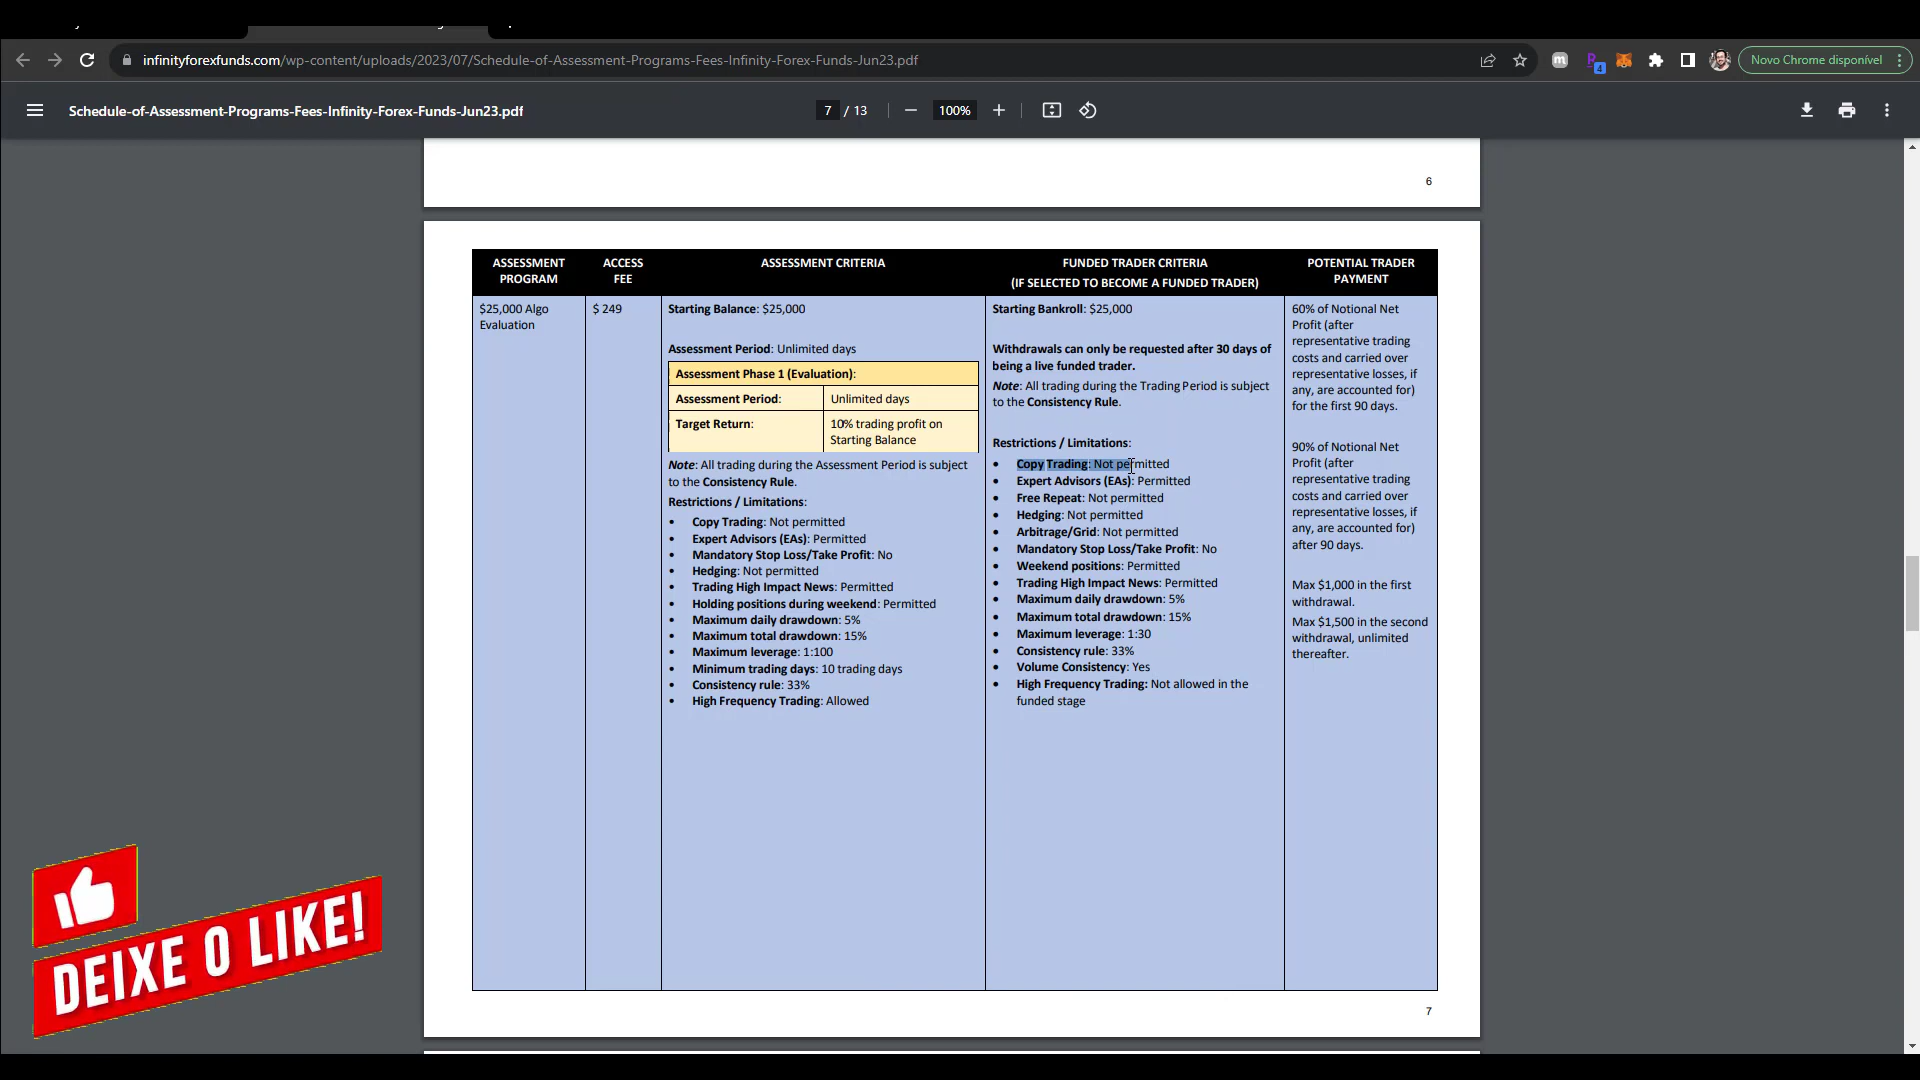 infinityforexfunds.com/wp-content/uploads/2023/07/Schedule-of-Assessment-Programs-Fees-Infinity-Forex-Funds-Jun23.pdf
m
4
Novo Chrome disponível
Schedule-of-Assessment-Programs-Fees-Infinity-Forex-Funds-Jun23.pdf
7 / 13
100%
6
ASSESSMENT PROGRAM
ACCESS FEE
ASSESSMENT CRITERIA
FUNDED TRADER CRITERIA
(IF SELECTED TO BECOME A FUNDED TRADER)
POTENTIAL TRADER PAYMENT
$25,000 Algo
Evaluation
$ 249
Starting Balance: $25,000
Assessment Period: Unlimited days
Assessment Phase 1 (Evaluation):
Assessment Period: Unlimited days
Target Return: 10% trading profit on
Starting Balance
Note: All trading during the Assessment Period is subject
to the Consistency Rule.
Restrictions / Limitations:
• Copy Trading: Not permitted
• Expert Advisors (EAs): Permitted
• Mandatory Stop Loss/Take Profit: No
• Hedging: Not permitted
• Trading High Impact News: Permitted
• Holding positions during weekend: Permitted
• Maximum daily drawdown: 5%
• Maximum total drawdown: 15%
• Maximum leverage: 1:100
• Minimum trading days: 10 trading days
• Consistency rule: 33%
• High Frequency Trading: Allowed
Starting Bankroll: $25,000
Withdrawals can only be requested after 30 days of
being a live funded trader.
Note: All trading during the Trading Period is subject
to the Consistency Rule.
Restrictions / Limitations:
• Copy Trading: Not permitted
• Expert Advisors (EAs): Permitted
• Free Repeat: Not permitted
• Hedging: Not permitted
• Arbitrage/Grid: Not permitted
• Mandatory Stop Loss/Take Profit: No
• Weekend positions: Permitted
• Trading High Impact News: Permitted
• Maximum daily drawdown: 5%
• Maximum total drawdown: 15%
• Maximum leverage: 1:30
• Consistency rule: 33%
• Volume Consistency: Yes
• High Frequency Trading: Not allowed in the
funded stage
60% of Notional Net
Profit (after
representative trading
costs and carried over
representative losses, if
any, are accounted for)
for the first 90 days.
90% of Notional Net
Profit (after
representative trading
costs and carried over
representative losses, if
any, are accounted for)
after 90 days.
Max $1,000 in the first
withdrawal.
Max $1,500 in the second
withdrawal, unlimited
thereafter.
7
DEIXE O LIKE!